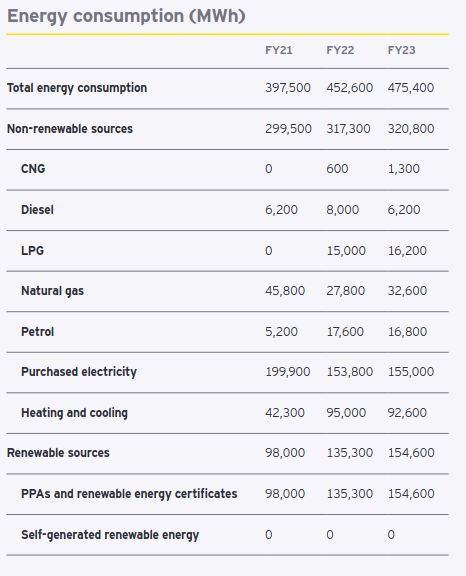 Energy consumption (MWh)
FY21 FY22 FY23
Total energy consumption 397,500 452,600 475,400
Non-renewable sources 299,500 317,300 320,800
CNG 0 600 1,300
Diesel 6,200 8,000 6,200
LPG 0 15,000 16,200
Natural gas 45,800 27,800 32,600
Petrol 5,200 17,600 16,800
Purchased electricity 199,900 153,800 155,000
Heating and cooling 42,300 95,000 92,600
Renewable sources 98,000 135,300 154,600
PPAs and renewable energy certificates 98,000 135,300 154,600
Self-generated renewable energy 0 0 0